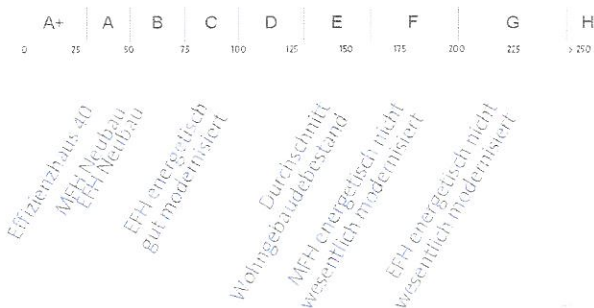 A+ A B C D E F G H
0 25 50 75 100 125 150 175 200 225 > 250
Effizienzhaus 40
MFH Neubau
EFH Neubau
EFH energetisch
gut modernisiert
Durchschnitt
Wohngebäudebestand
MFH energetisch nicht
wesentlich modernisiert
EFH energetisch nicht
wesentlich modernisiert